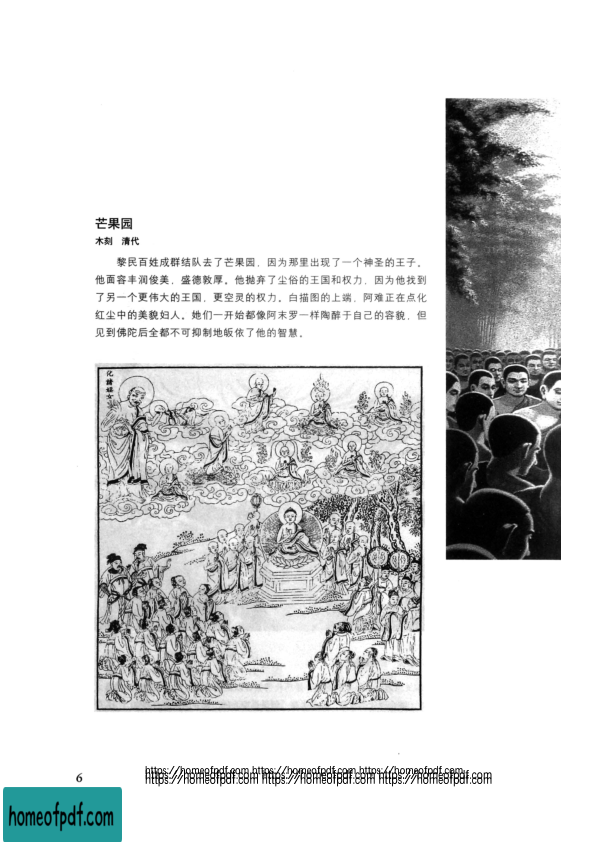 芒果园
木刻 清代
黎民百姓成群结队去了芒果园，因为那里出现了一个神圣的王子。
他面容丰润俊美，盛德敦厚。他抛弃了尘俗的王国和权力，因为他找到
了另一个更伟大的王国，更空灵的权力。白描图的上端，阿难正在点化
红尘中的美貌妇人。她们一开始都像阿末罗一样陶醉于自己的容貌，但
见到佛陀后全都不可抑制地皈依了他的智慧。
化諸婬女
6
https://homeofpdf.com https://homeofpdf.com https://homeofpdf.com
https://homeofpdf.com https://homeofpdf.com https://homeofpdf.com
homeofpdf.com